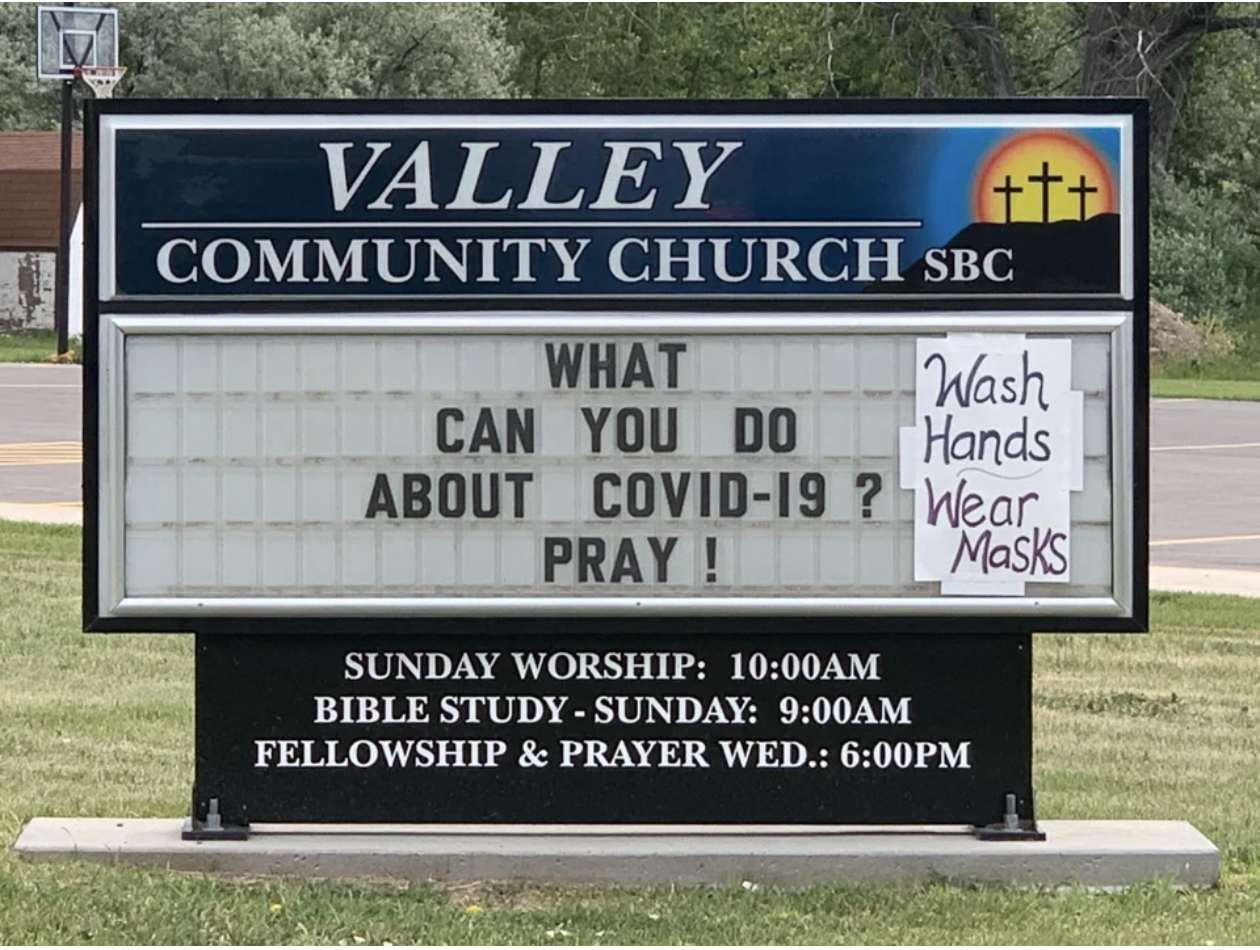 VALLEY
COMMUNITY CHURCH SBC
WHAT
CAN YOU DO
ABOUT COVID-19 ?
PRAY !
Wash
Hands
Wear
Masks
SUNDAY WORSHIP: 10:00AM
BIBLE STUDY - SUNDAY: 9:00AM
FELLOWSHIP & PRAYER WED.: 6:00PM